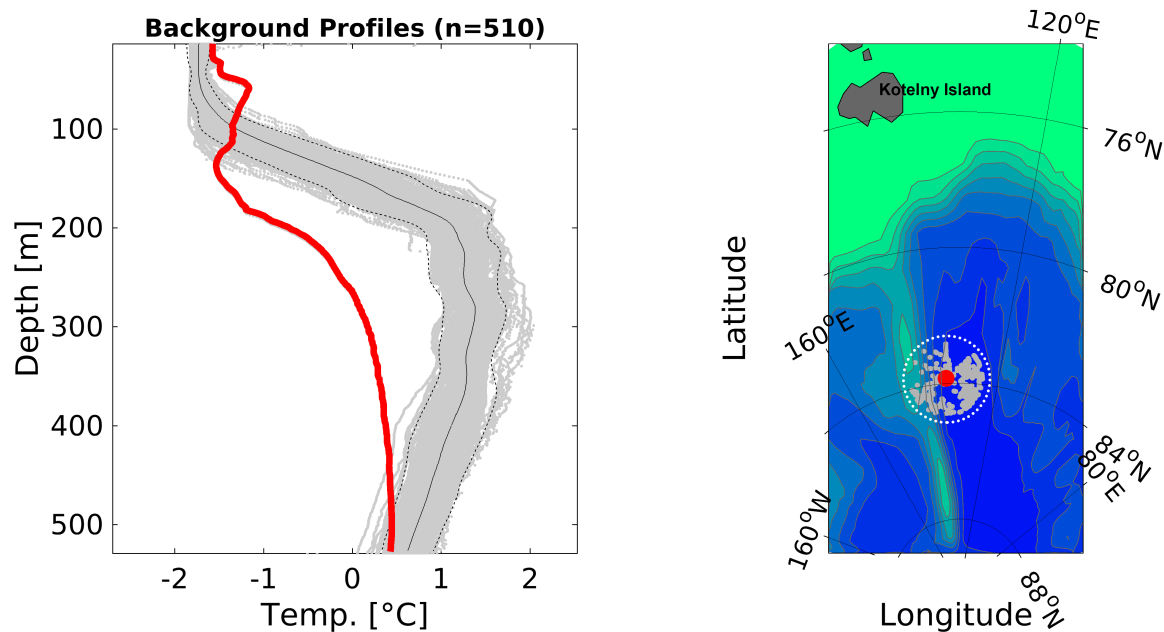 Background Profiles (n=510)
100
200
300
400
500
Depth [m]
-2
-1
0
1
2
Temp. [°C]
120°E
Kotelny Island
76°N
80°N
160°E
84°N
80°E
160°W
88°N
Latitude
Longitude